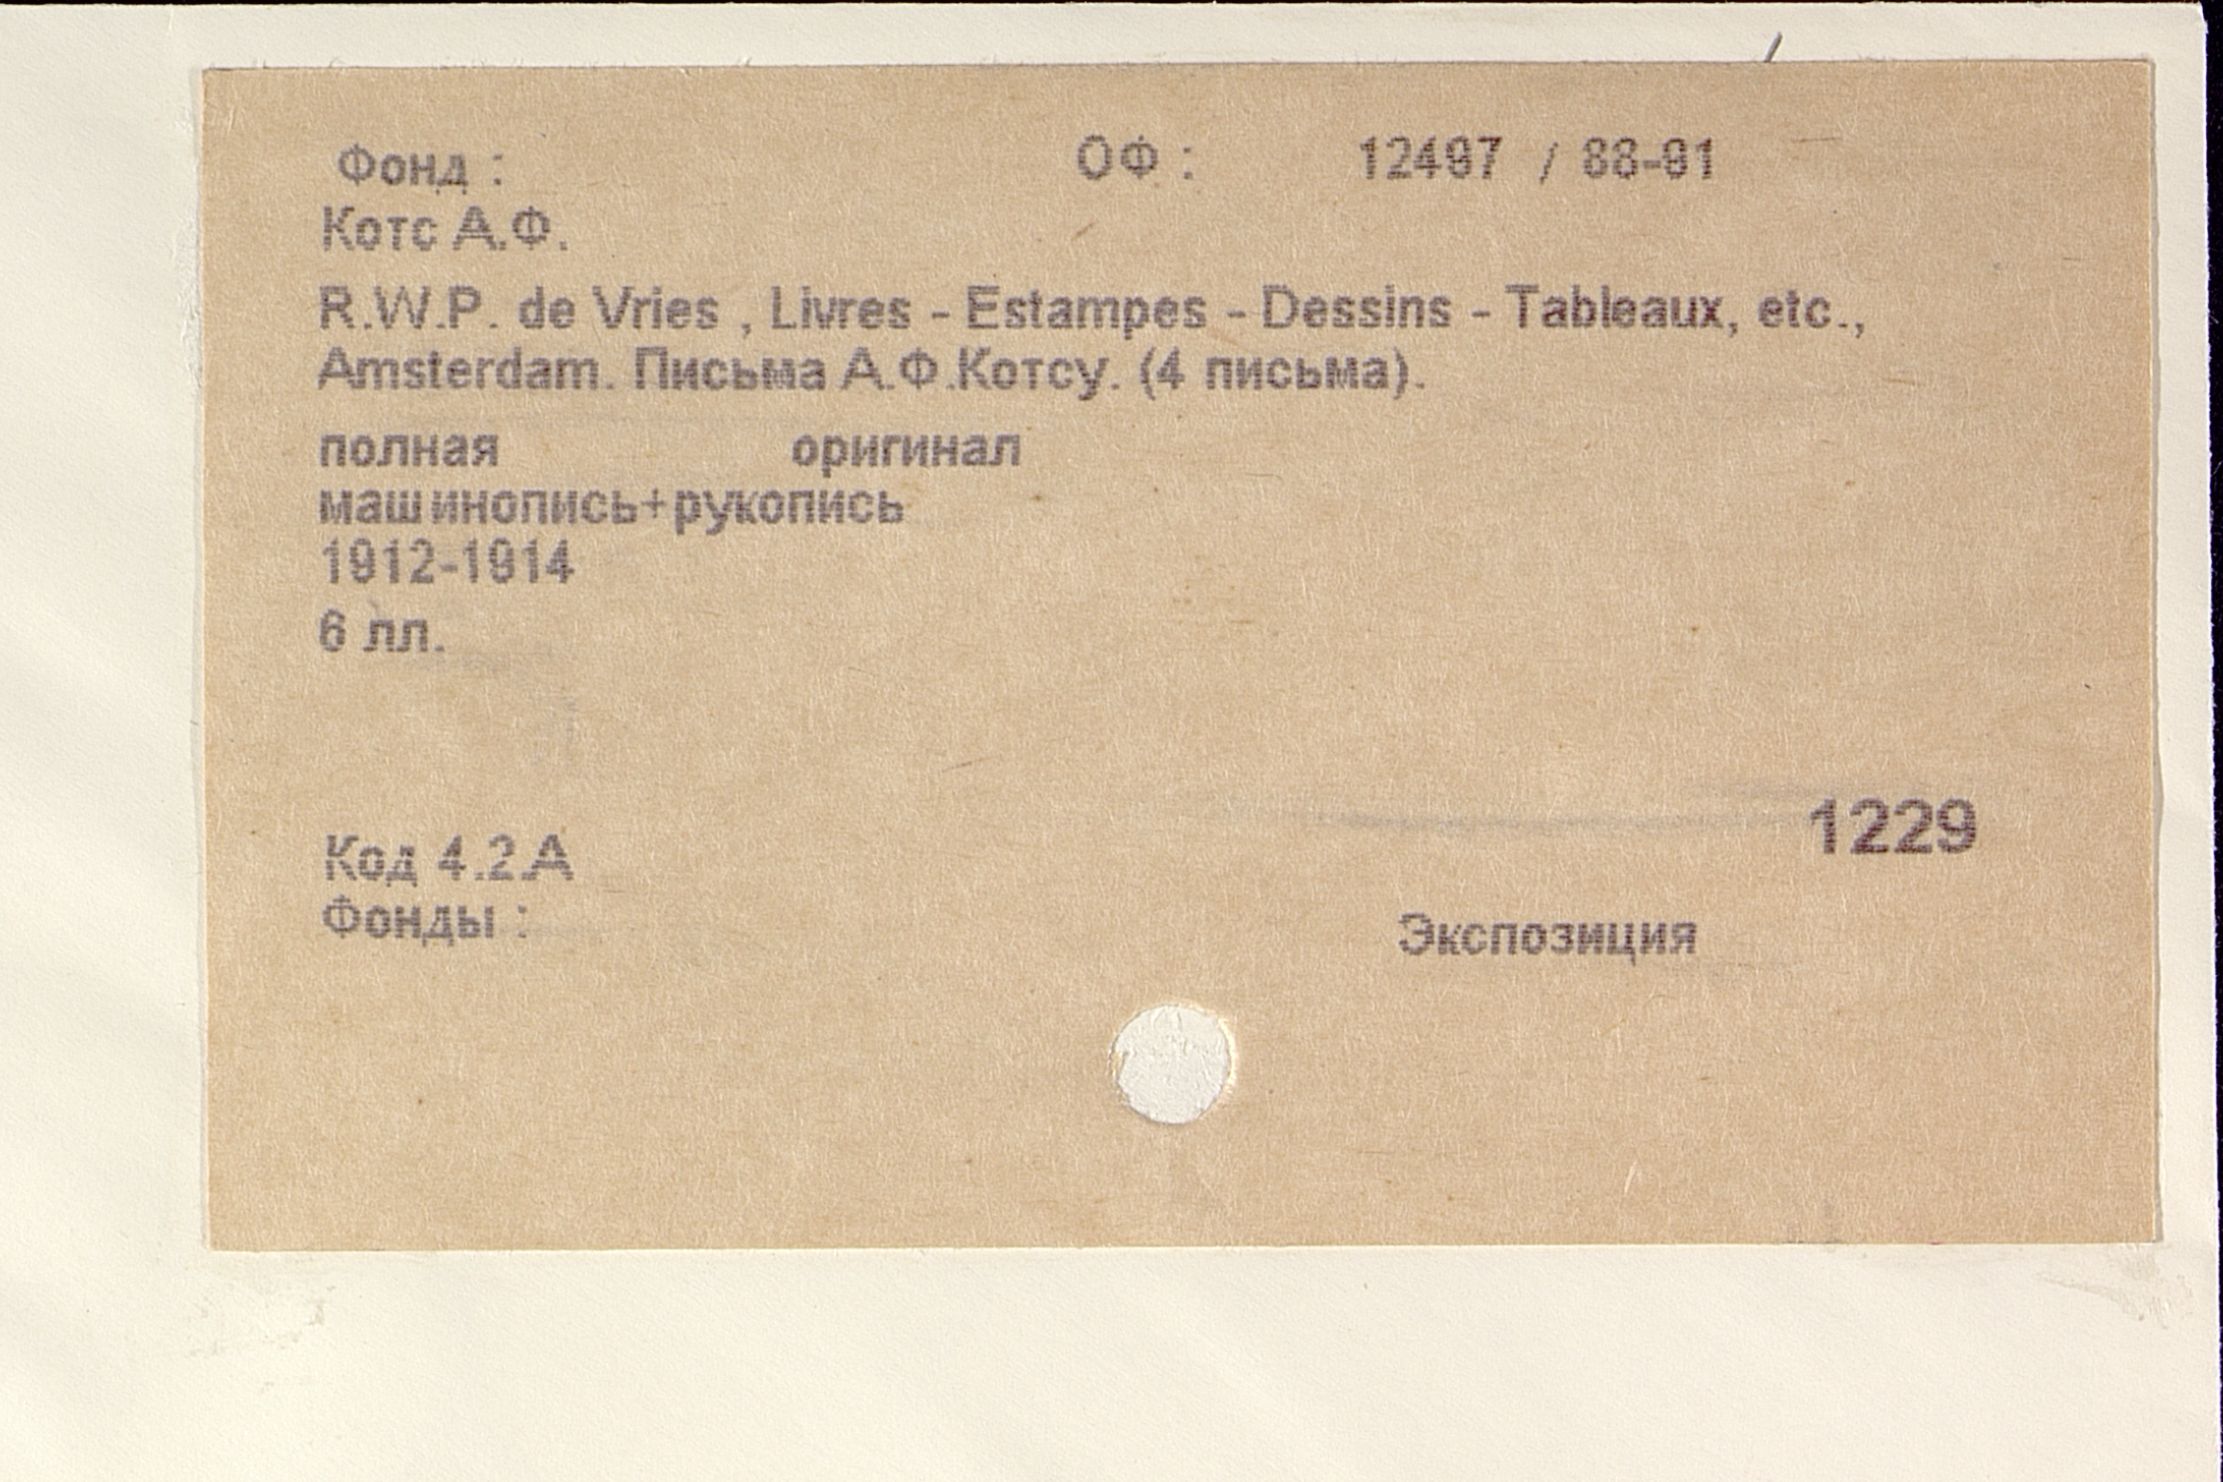 Фонд : ОФ : 12497 / 88-91
Котс А.Ф.
R.W.P. de Vries , Livres - Estampes - Dessins - Tableaux, etc.,
Amsterdam. Письма А.Ф.Котсу. (4 письма).
полная оригинал
машинопись+рукопись
1912-1914
6 лл.
1229
Код 4.2.А
Фонды :
Экспозиция